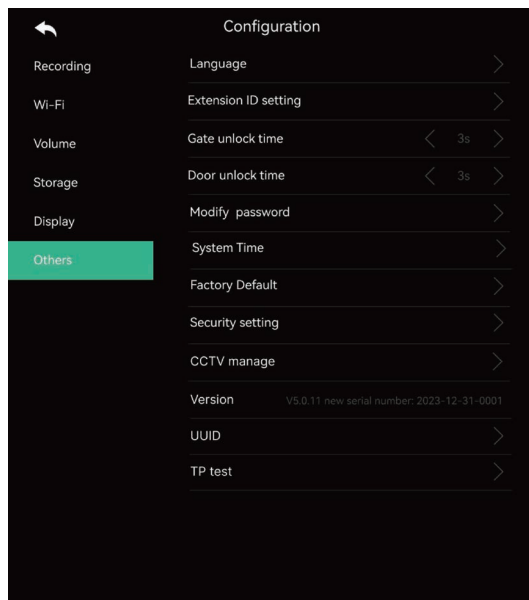 Configuration
Recording
Wi-Fi
Volume
Storage
Display
Others
Language
Extension ID setting
Gate unlock time 3s
Door unlock time 3s
Modify password
System Time
Factory Default
Security setting
CCTV manage
Version V5.0.11 new serial number: 2023-12-31-0001
UUID
TP test